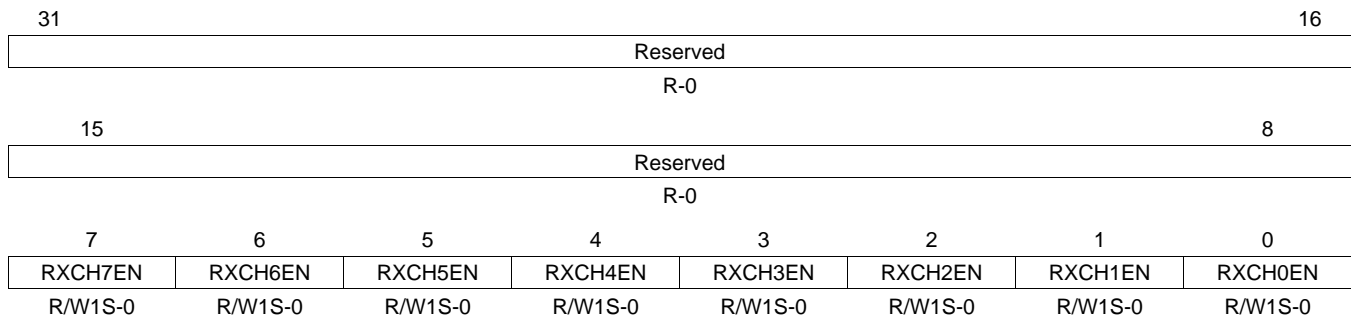 31 16
Reserved
R-0
15 8
Reserved
R-0
7 6 5 4 3 2 1 0
RXCH7EN RXCH6EN RXCH5EN RXCH4EN RXCH3EN RXCH2EN RXCH1EN RXCH0EN
R/W1S-0 R/W1S-0 R/W1S-0 R/W1S-0 R/W1S-0 R/W1S-0 R/W1S-0 R/W1S-0